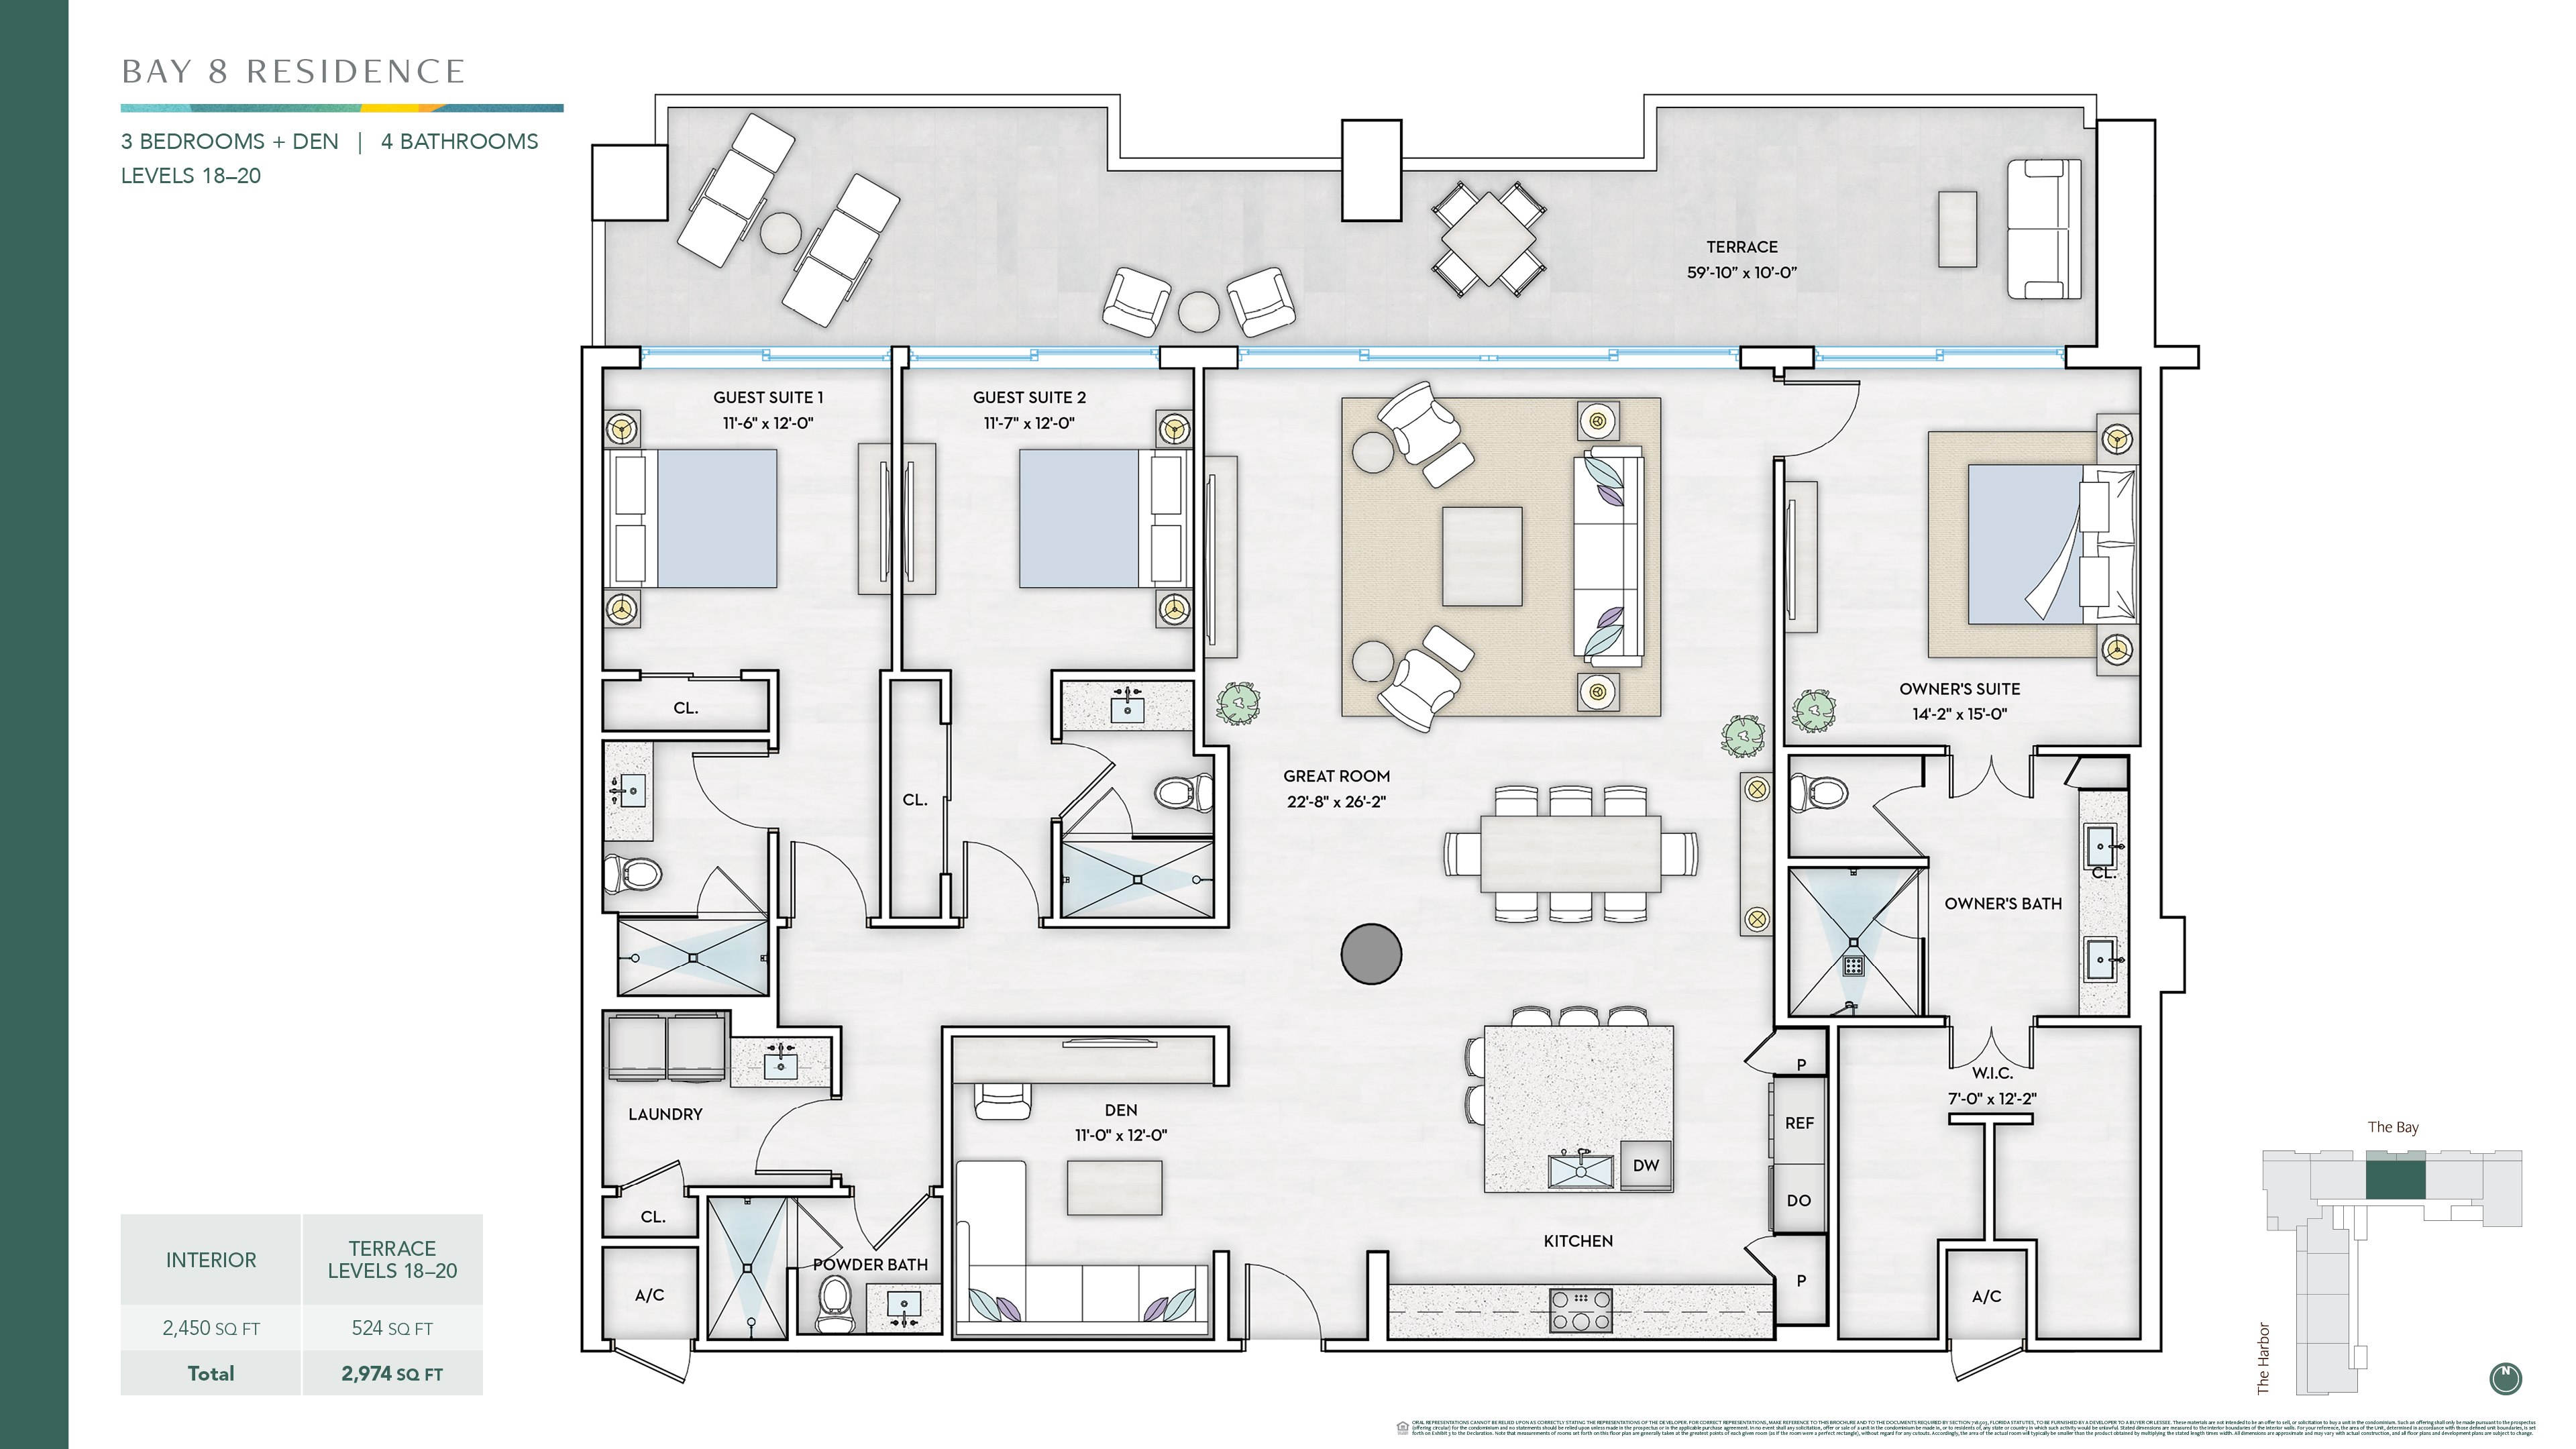 BAY 8 RESIDENCE
3 BEDROOMS + DEN | 4 BATHROOMS
LEVELS 18–20
TERRACE
59'-10" x 10'-0"
GUEST SUITE 1
11'-6" x 12'-0"
GUEST SUITE 2
11'-7" x 12'-0"
OWNER'S SUITE
14'-2" x 15'-0"
CL.
CL.
GREAT ROOM
22'-8" x 26'-2"
CL.
OWNER'S BATH
P
W.I.C.
7'-0" x 12'-2"
LAUNDRY
DEN
11'-0" x 12'-0"
REF
DW
DO
CL.
KITCHEN
POWDER BATH
P
A/C
A/C
INTERIOR
TERRACE
LEVELS 18–20
2,450 SQ FT
524 SQ FT
Total
2,974 SQ FT
The Bay
The Harbor
N